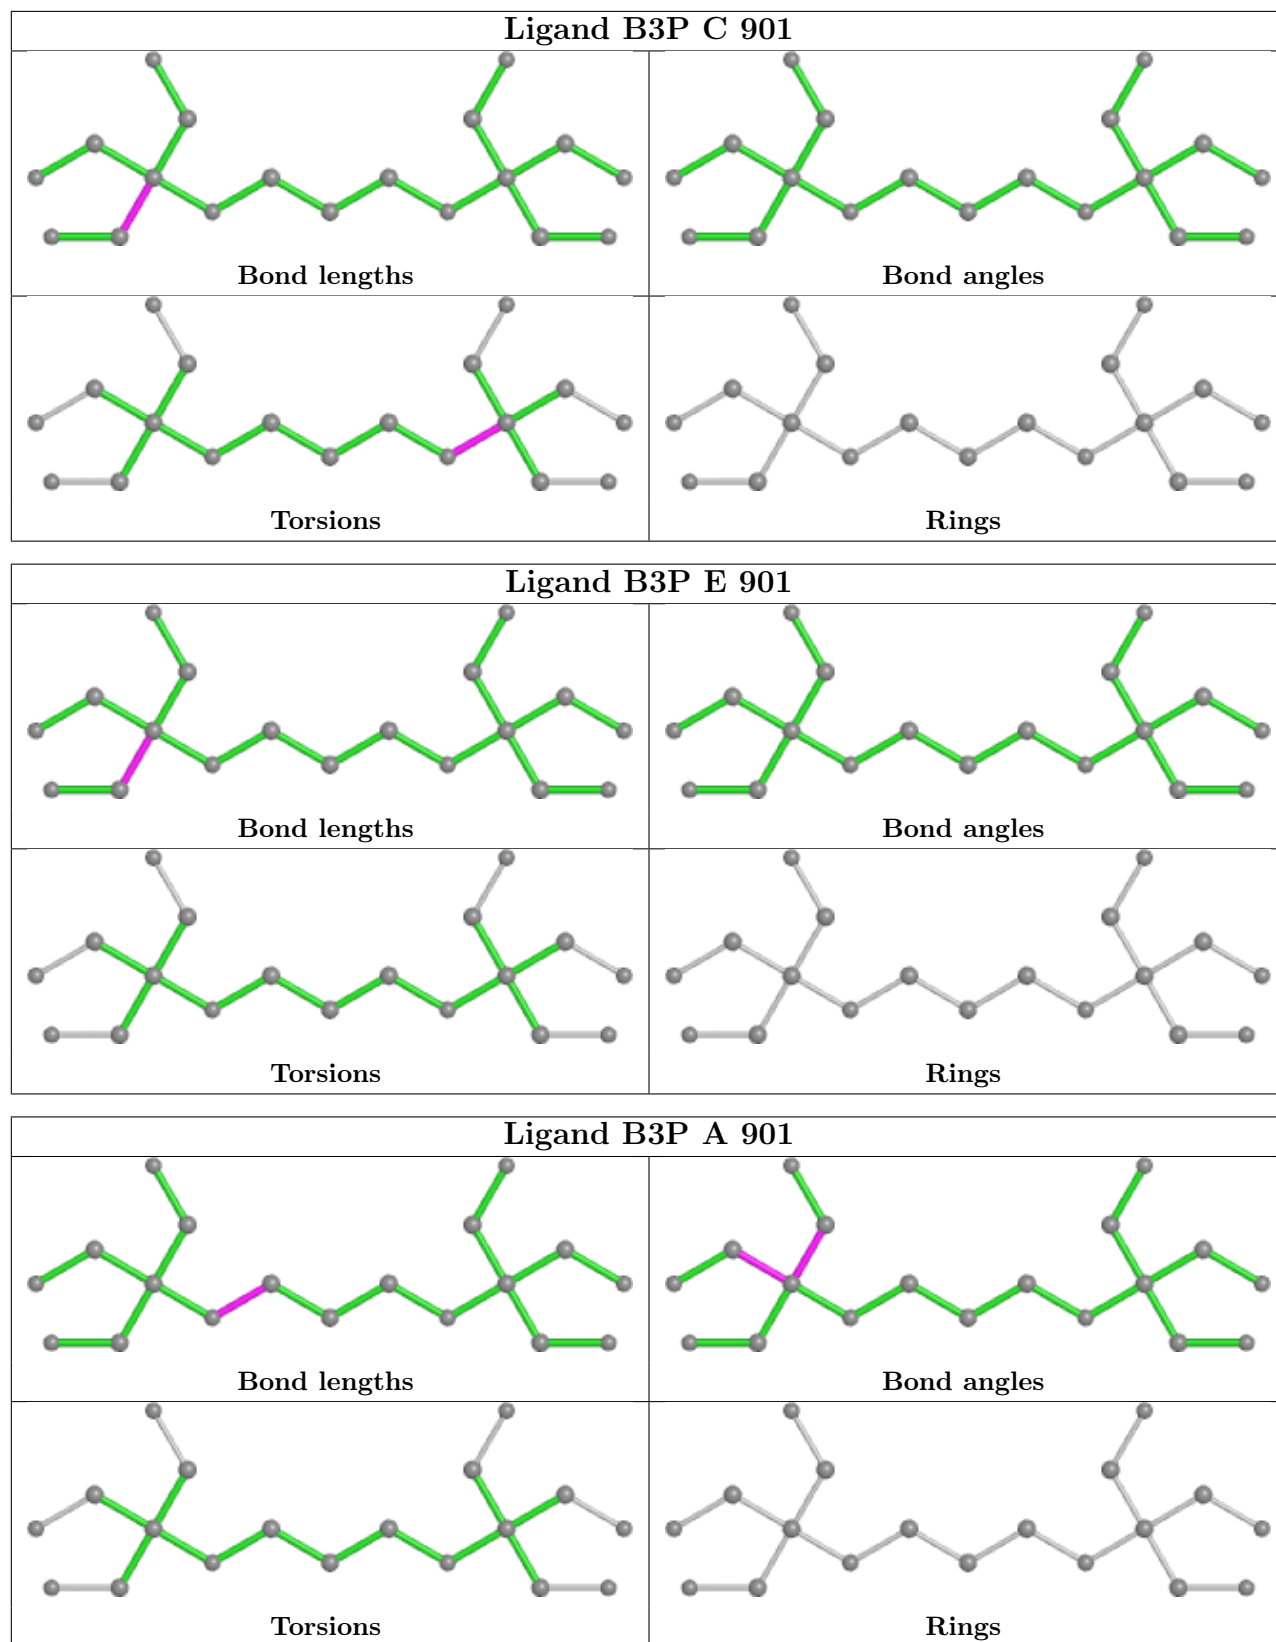 Ligand B3P C 901
Bond lengths
Bond angles
Torsions
Rings
Ligand B3P E 901
Bond lengths
Bond angles
Torsions
Rings
Ligand B3P A 901
Bond lengths
Bond angles
Torsions
Rings